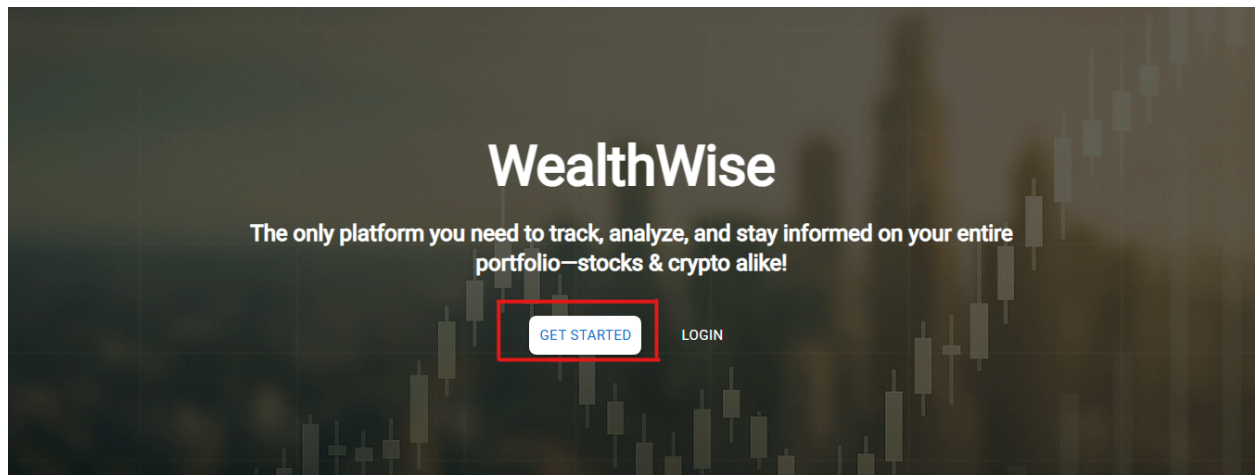 WealthWise
The only platform you need to track, analyze, and stay informed on your entire
portfolio—stocks & crypto alike!
GET STARTED LOGIN